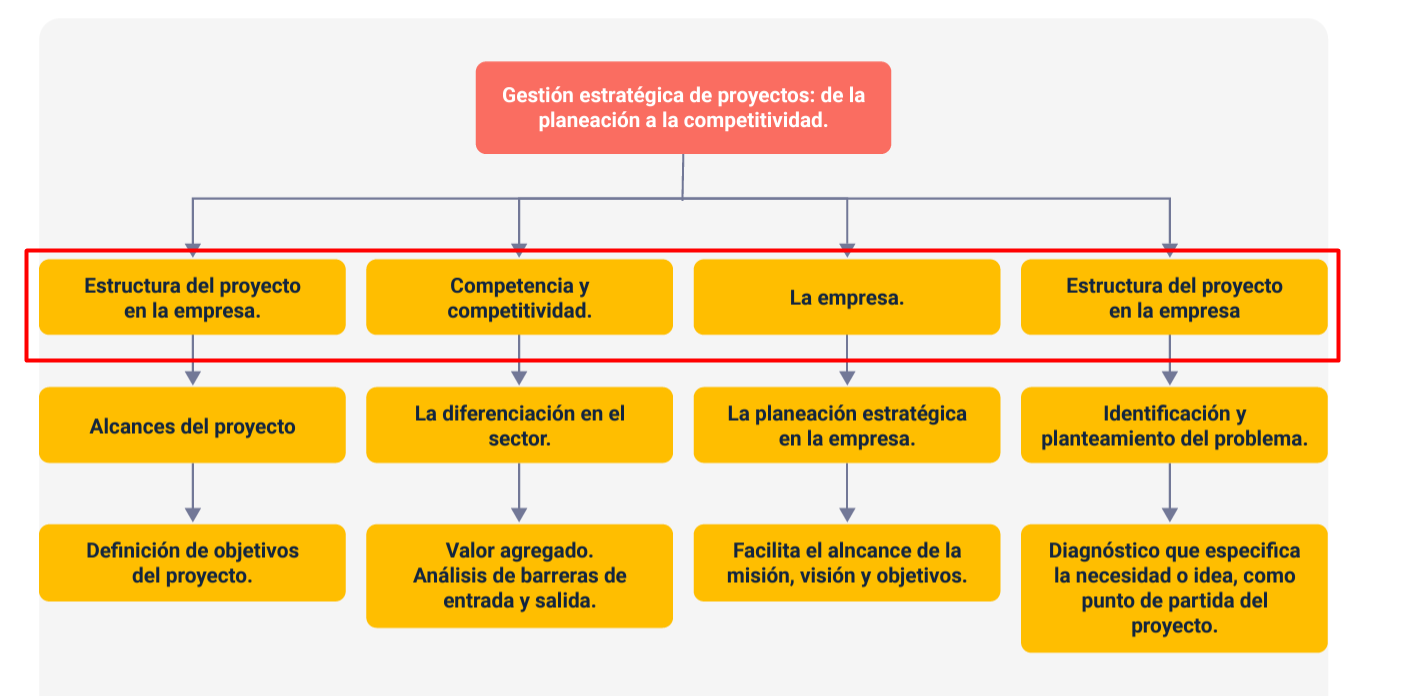 Gestión estratégica de proyectos: de la
planeación a la competitividad.
Estructura del proyecto
en la empresa.
Competencia y
competitividad.
La empresa.
Estructura del proyecto
en la empresa
Alcances del proyecto
La diferenciación en el
sector.
La planeación estratégica
en la empresa.
Identificación y
planteamiento del problema.
Definición de objetivos
del proyecto.
Valor agregado.
Análisis de barreras de
entrada y salida.
Facilita el alncance de la
misión, visión y objetivos.
Diagnóstico que especifica
la necesidad o idea, como
punto de partida del
proyecto.